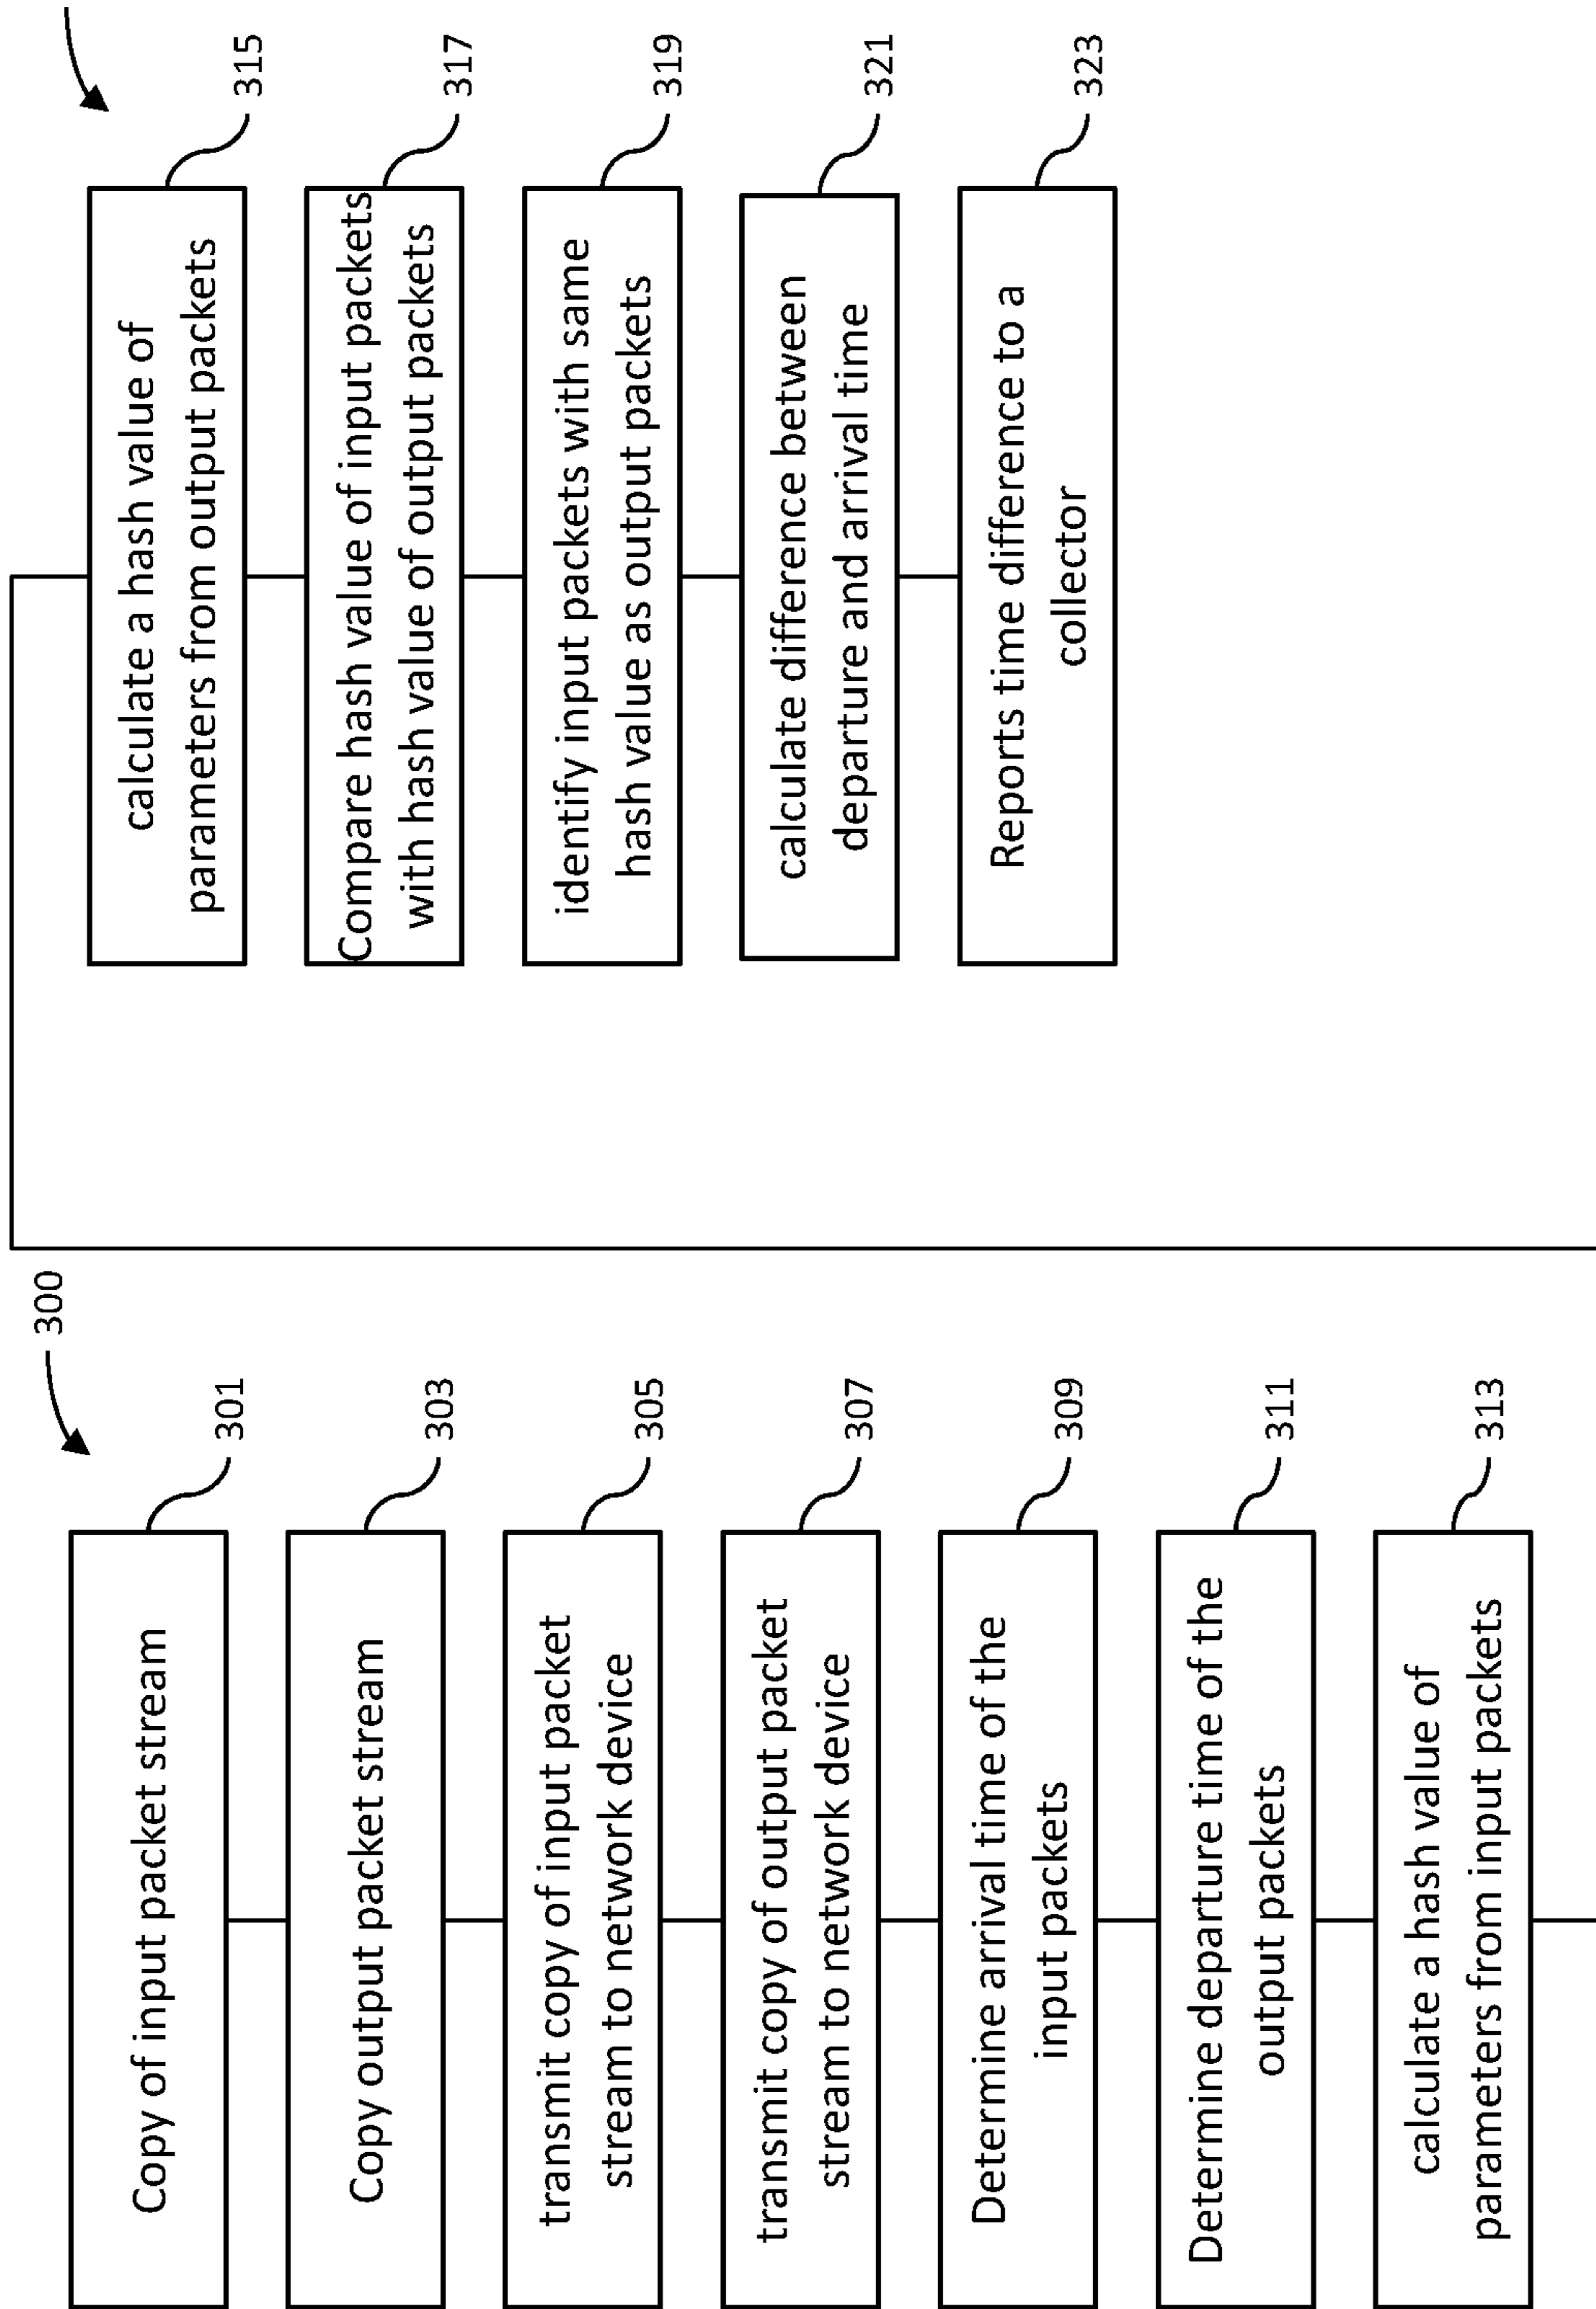 300
Copy of input packet stream
301
Copy output packet stream
303
transmit copy of input packet
stream to network device
305
transmit copy of output packet
stream to network device
307
Determine arrival time of the
input packets
309
Determine departure time of the
output packets
311
calculate a hash value of
parameters from input packets
313
calculate a hash value of
parameters from output packets
315
Compare hash value of input packets
with hash value of output packets
317
identify input packets with same
hash value as output packets
319
calculate difference between
departure and arrival time
321
Reports time difference to a
collector
323